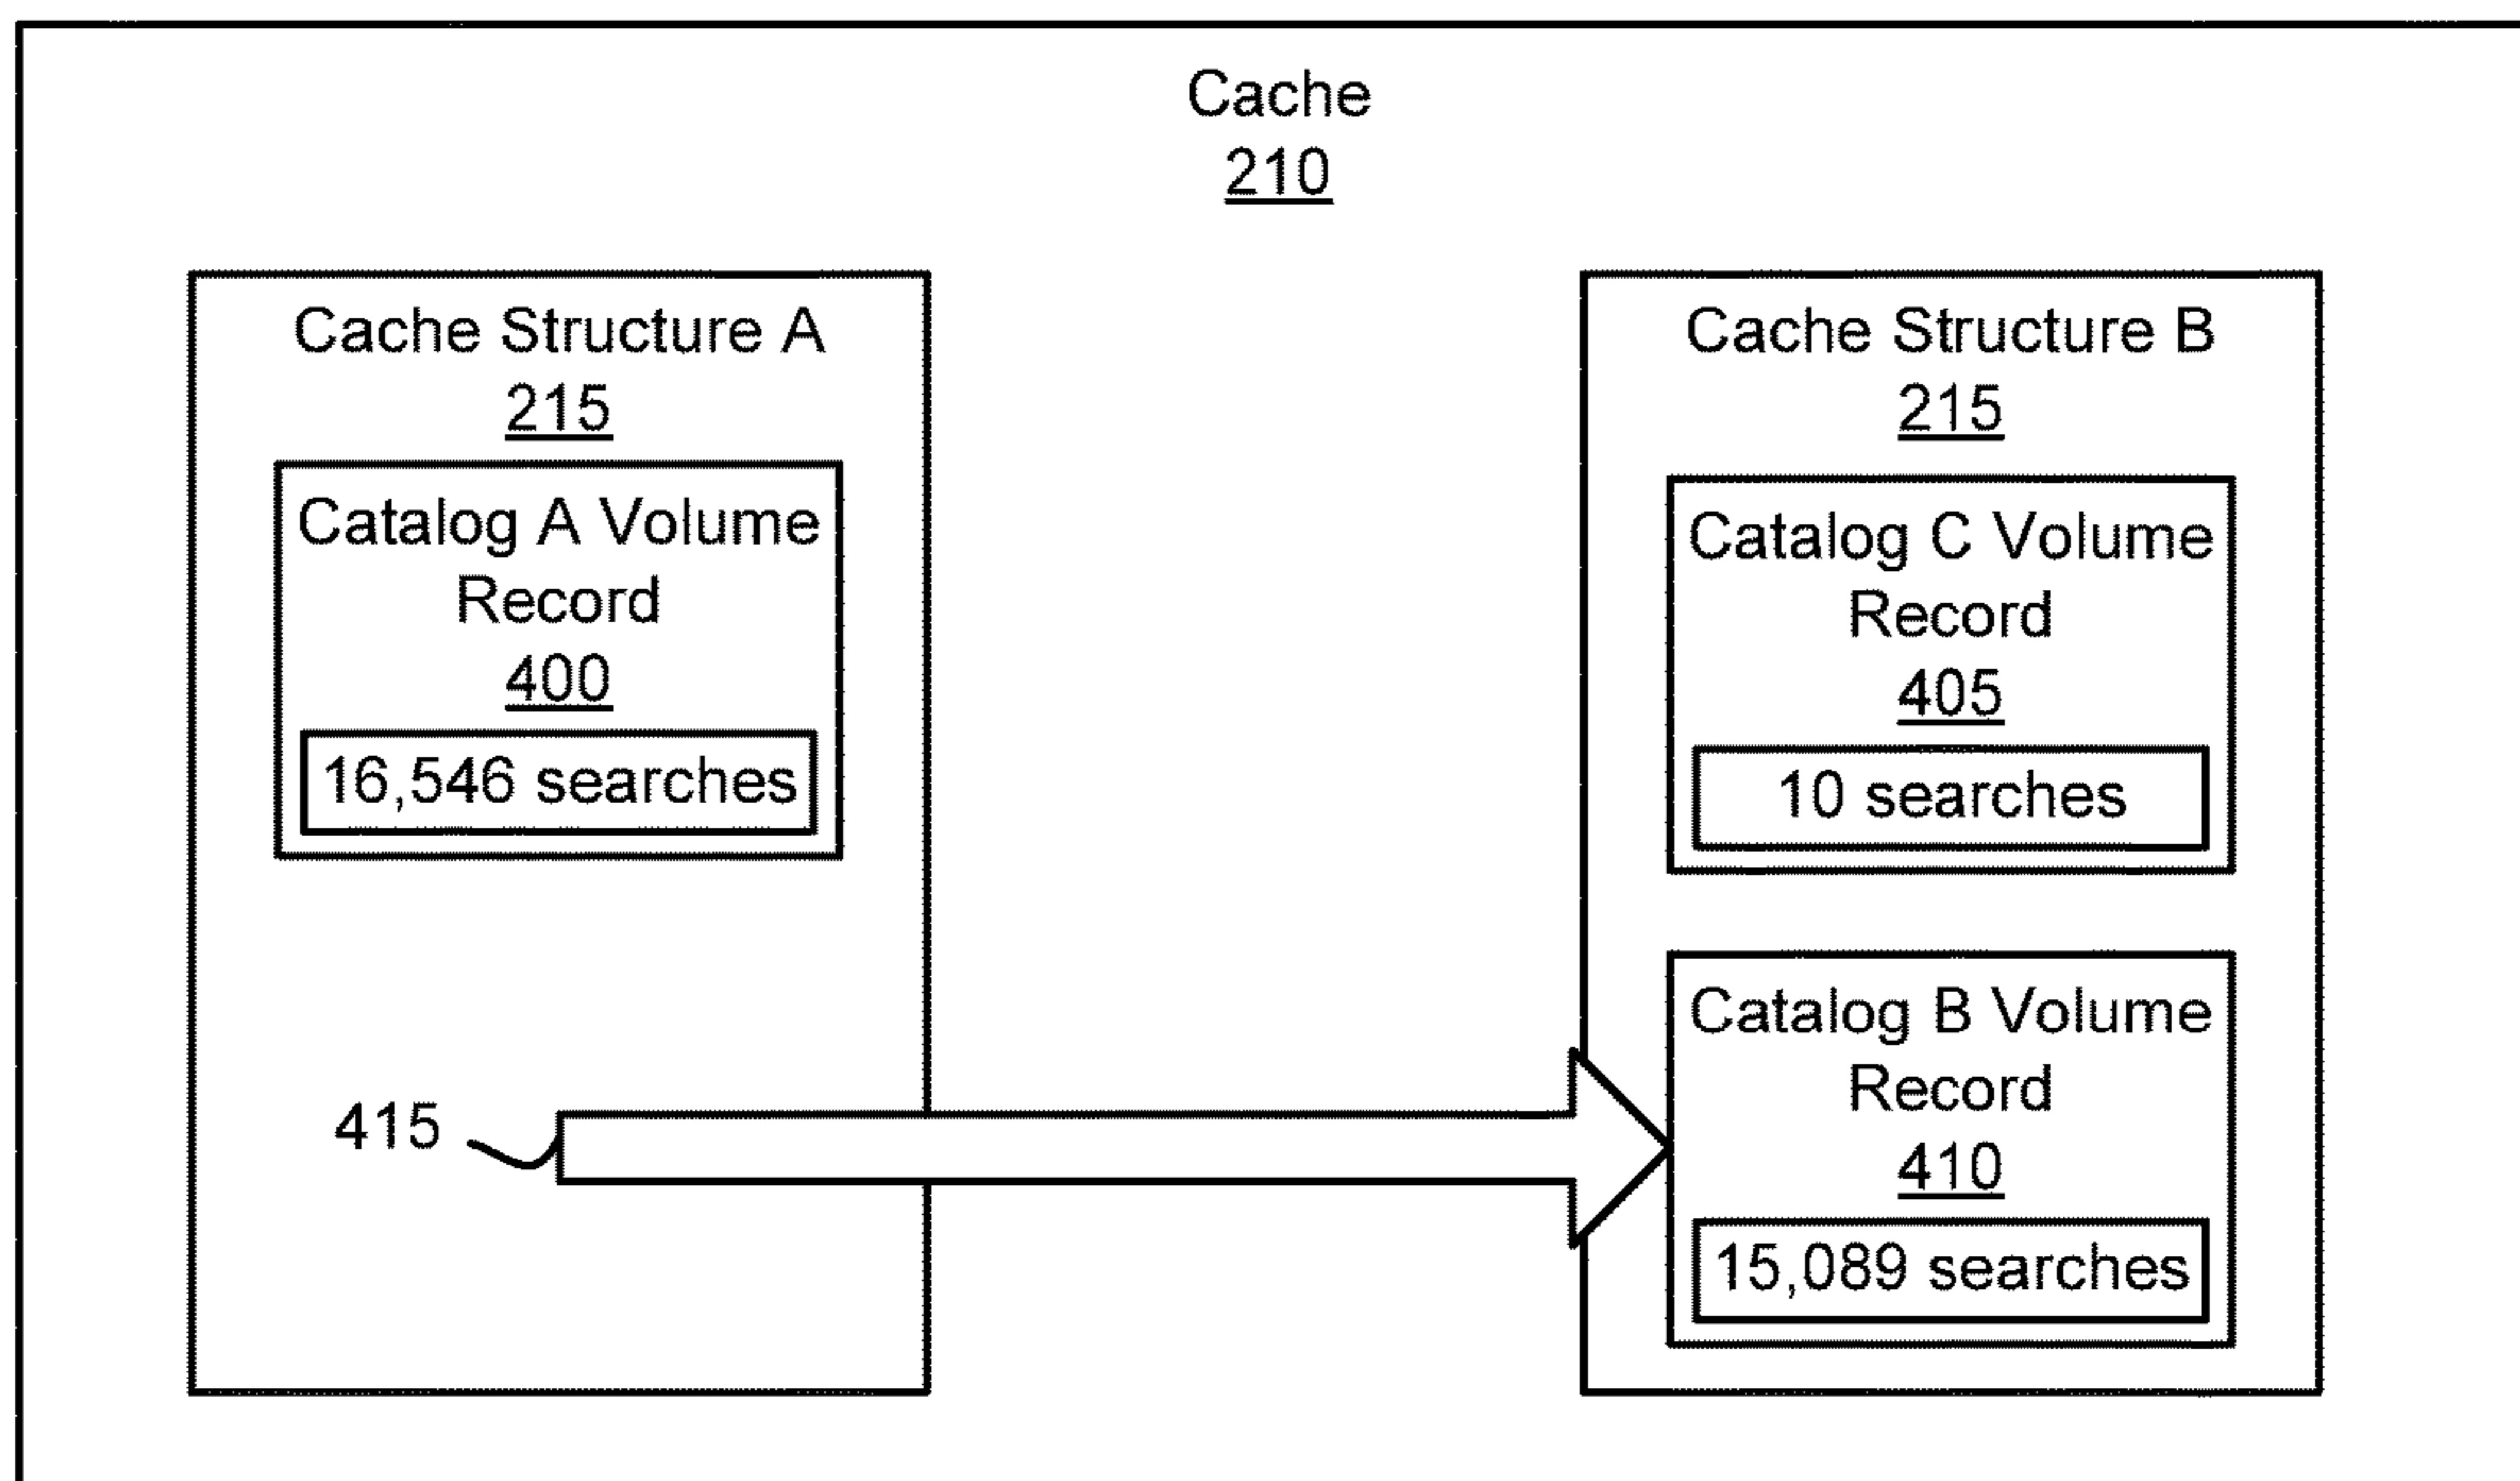 Cache
210
Cache Structure A
215
Catalog A Volume
Record
400
16,546 searches
415
Cache Structure B
215
Catalog C Volume
Record
405
10 searches
Catalog B Volume
Record
410
15,089 searches